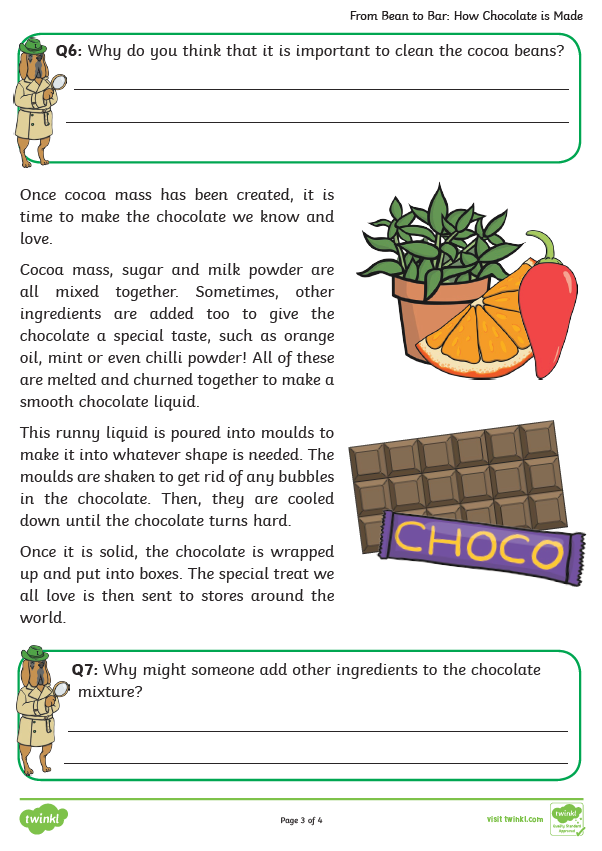 From Bean to Bar: How Chocolate is Made
Q6: Why do you think that it is important to clean the cocoa beans?
Once cocoa mass has been created, it is
time to make the chocolate we know and
love.
Cocoa mass, sugar and milk powder are
all mixed together. Sometimes, other
ingredients are added too to give the
chocolate a special taste, such as orange
oil, mint or even chilli powder! All of these
are melted and churned together to make a
smooth chocolate liquid.
This runny liquid is poured into moulds to
make it into whatever shape is needed. The
moulds are shaken to get rid of any bubbles
in the chocolate. Then, they are cooled
down until the chocolate turns hard.
CHOCO
Once it is solid, the chocolate is wrapped
up and put into boxes. The special treat we
all love is then sent to stores around the
world.
Q7: Why might someone add other ingredients to the chocolate
mixture?
twinkl
Page 3 of 4
visit twinkl.com
twinkl
Quality Standard
Approved